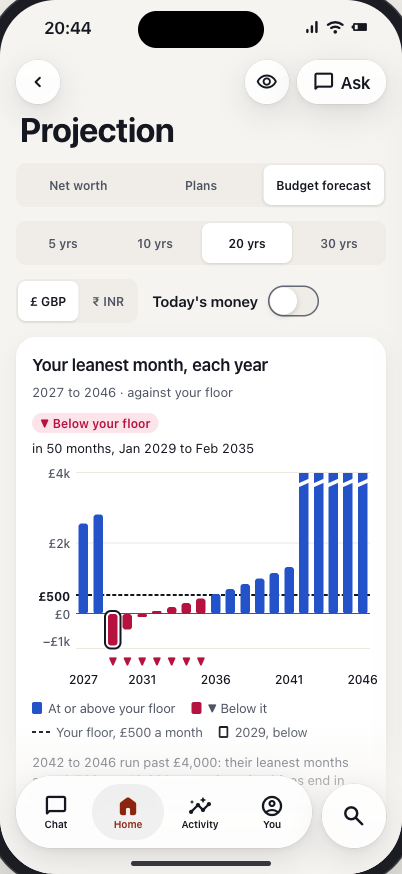 20:44
Ask
Projection
Net worth Plans Budget forecast
5 yrs 10 yrs 20 yrs 30 yrs
£ GBP ₹ INR Today's money
Your leanest month, each year
2027 to 2046 · against your floor
▼ Below your floor
in 50 months, Jan 2029 to Feb 2035
£4k
£2k
£500
£0
−£1k
2027 2031 2036 2041 2046
At or above your floor ▼ Below it
Your floor, £500 a month 2029, below
2042 to 2046 run past £4,000: their leanest months
end in
Chat Home Activity You